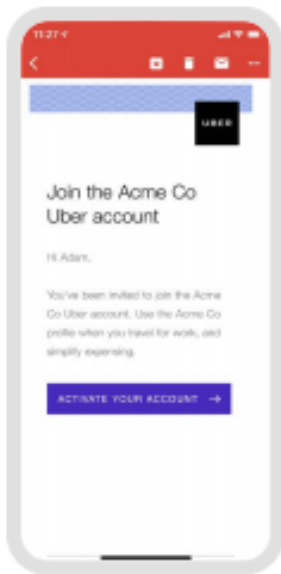 11:27
UBER
Join the Acme Co
Uber account
Hi Adam,
You've been invited to join the Acme
Co Uber account. Use the Acme Co
profile when you travel for work, and
simplify expensing.
ACTIVATE YOUR ACCOUNT →